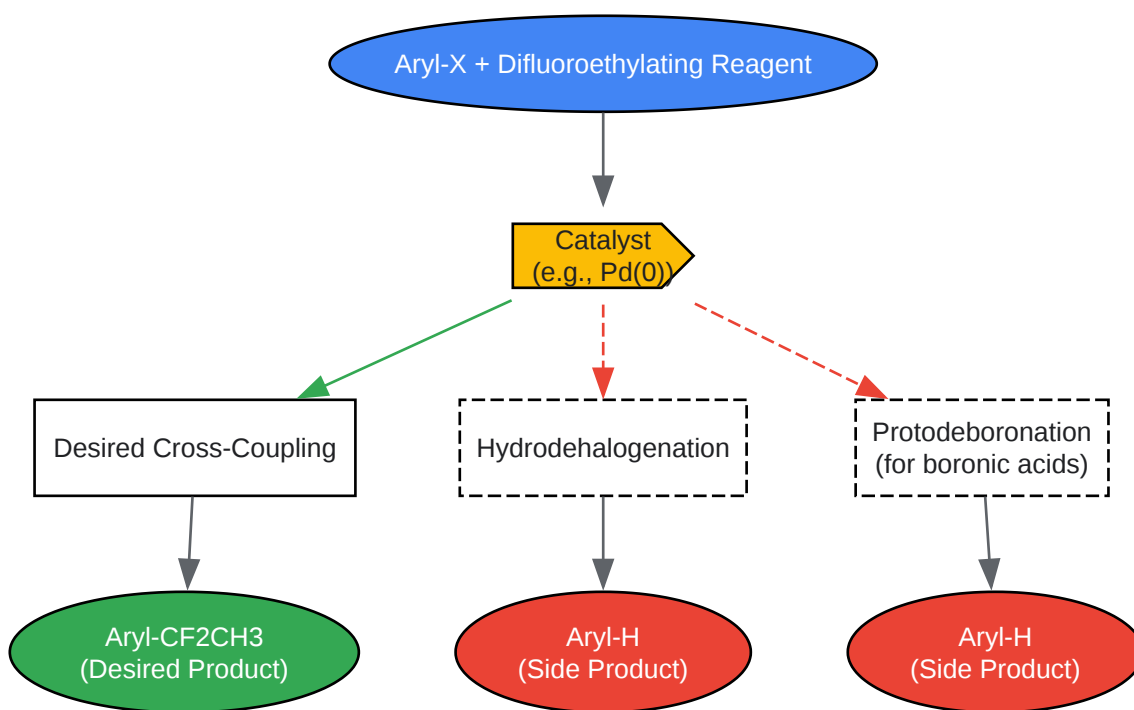 Aryl-X + Difluoroethylating Reagent
Catalyst
(e.g., Pd(0))
Desired Cross-Coupling
Hydrodehalogenation
Protodeboronation
(for boronic acids)
Aryl-CF2CH3
(Desired Product)
Aryl-H
(Side Product)
Aryl-H
(Side Product)